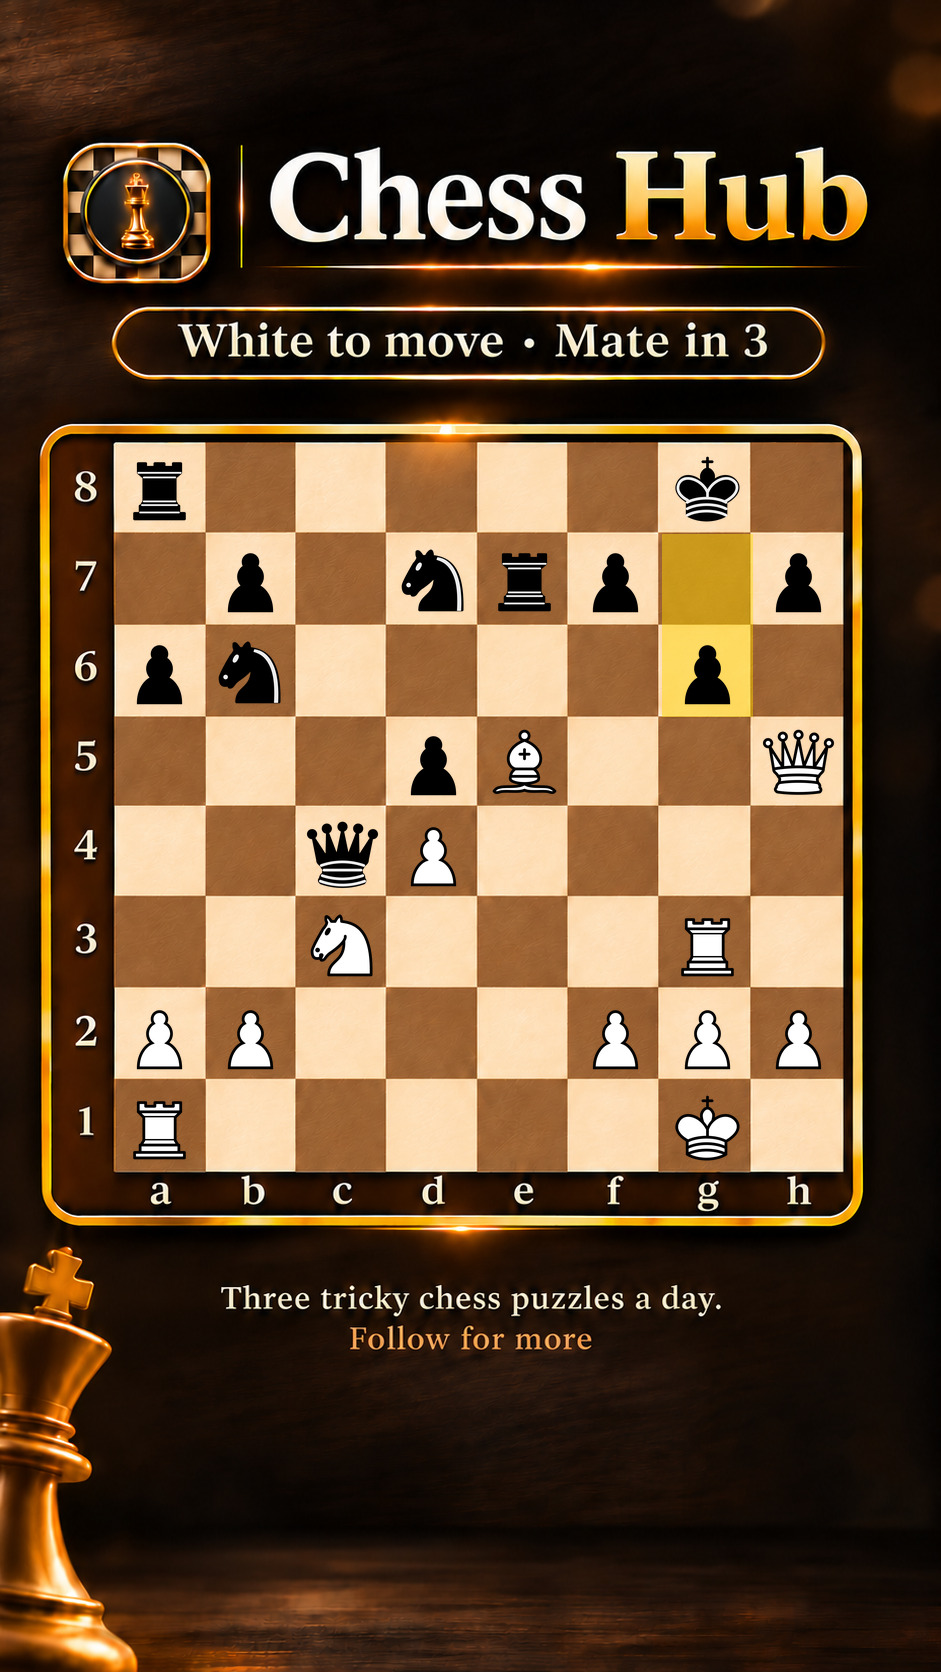 Chess Hub
White to move • Mate in 3
8
7
6
5
4
3
2
1
a b c d e f g h
Three tricky chess puzzles a day.
Follow for more